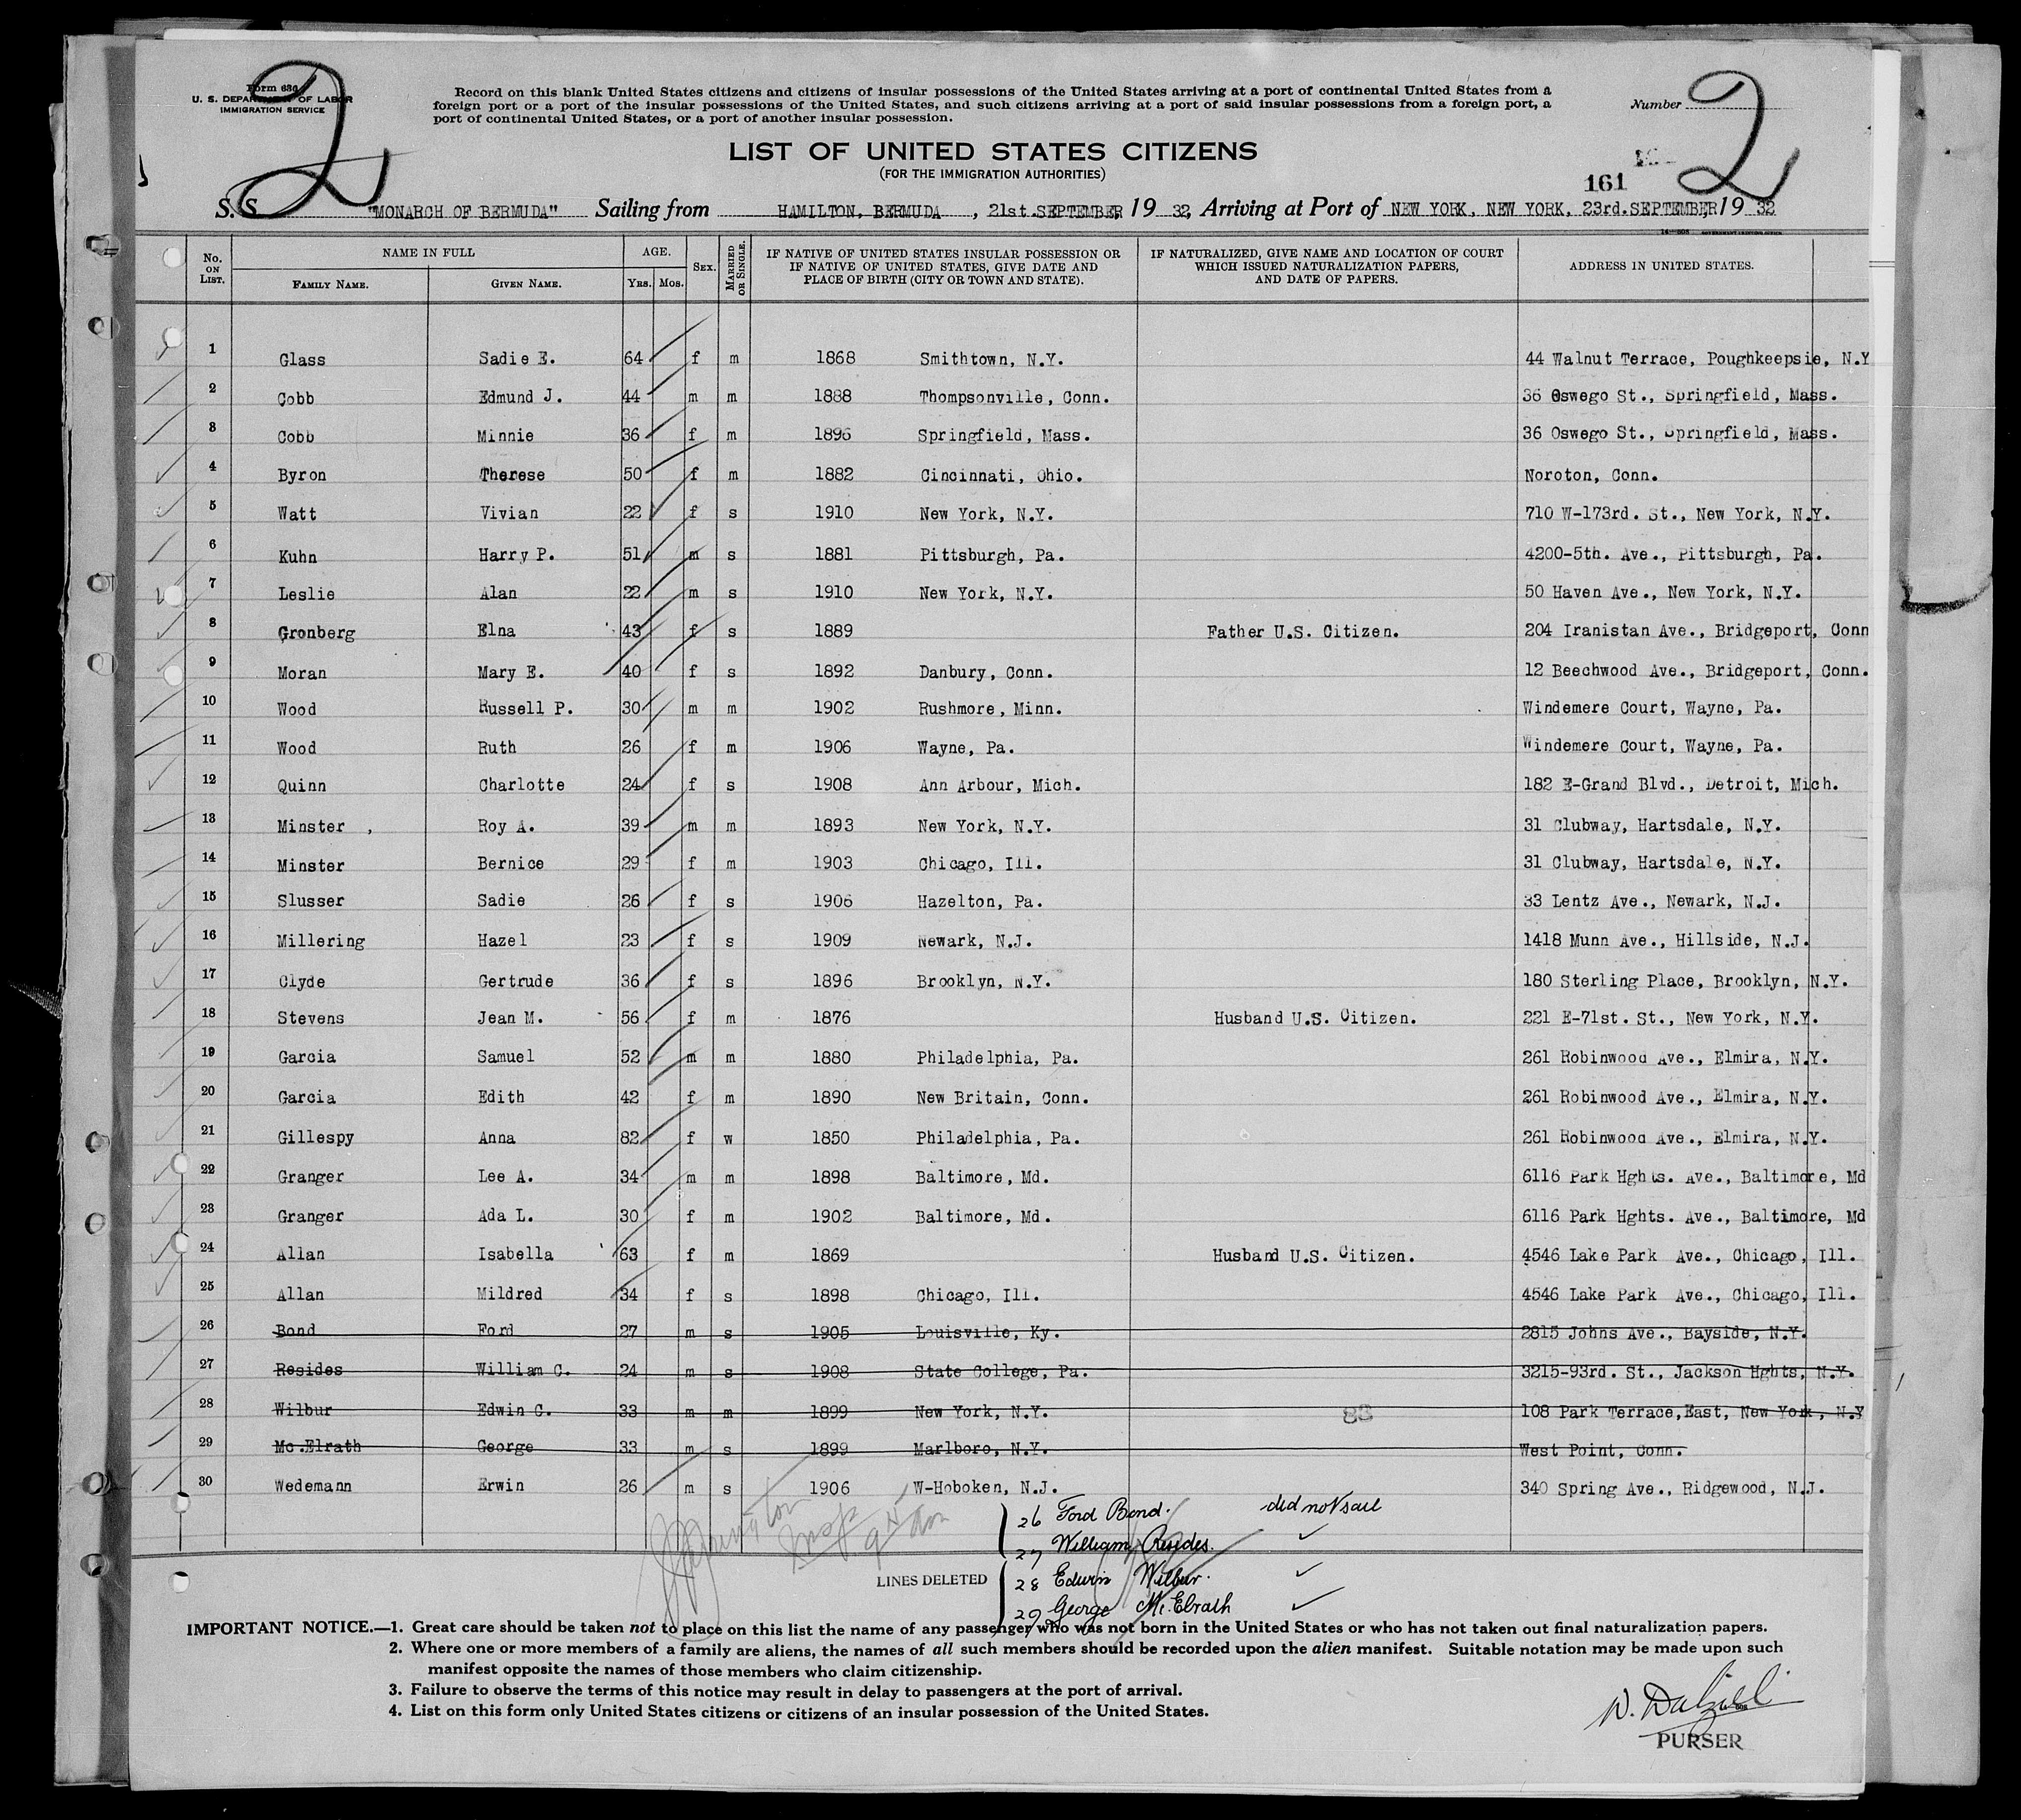 Form 630
U. S. DEPARTMENT OF LABOR
IMMIGRATION SERVICE
2
Record on this blank United States citizens and citizens of insular possessions of the United States arriving at a port of continental United States from a
foreign port or a port of the insular possessions of the United States, and such citizens arriving at a port of said insular possessions from a foreign port, a
port of continental United States, or a port of another insular possession.
Number 2
LIST OF UNITED STATES CITIZENS
(FOR THE IMMIGRATION AUTHORITIES)
161
S. S. "MONARCH OF BERMUDA" Sailing from HAMILTON, BERMUDA, 21st. SEPTEMBER, 19 32, Arriving at Port of NEW YORK, NEW YORK, 23rd. SEPTEMBER, 19 32
No. ON LIST. NAME IN FULL FAMILY NAME. GIVEN NAME. AGE. YRS. MOS. SEX. MARRIED OR SINGLE. IF NATIVE OF UNITED STATES INSULAR POSSESSION OR IF NATIVE OF UNITED STATES, GIVE DATE AND PLACE OF BIRTH (CITY OR TOWN AND STATE). IF NATURALIZED, GIVE NAME AND LOCATION OF COURT WHICH ISSUED NATURALIZATION PAPERS, AND DATE OF PAPERS. ADDRESS IN UNITED STATES.
1 Glass Sadie E. 64 f m 1868 Smithtown, N.Y. 44 Walnut Terrace, Poughkeepsie, N.Y
2 Cobb Edmund J. 44 m m 1888 Thompsonville, Conn. 36 Oswego St., Springfield, Mass.
3 Cobb Minnie 36 f m 1896 Springfield, Mass. 36 Oswego St., Springfield, Mass.
4 Byron Therese 50 f m 1882 Cincinnati, Ohio. Noroton, Conn.
5 Watt Vivian 22 f s 1910 New York, N.Y. 710 W-173rd. St., New York, N.Y.
6 Kuhn Harry P. 51 m s 1881 Pittsburgh, Pa. 4200-5th. Ave., Pittsburgh, Pa.
7 Leslie Alan 22 m s 1910 New York, N.Y. 50 Haven Ave., New York, N.Y.
8 Gronberg Elna 43 f s 1889 Father U.S. Citizen. 204 Iranistan Ave., Bridgeport, Conn
9 Moran Mary E. 40 f s 1892 Danbury, Conn. 12 Beechwood Ave., Bridgeport, Conn.
10 Wood Russell P. 30 m m 1902 Rushmore, Minn. Windemere Court, Wayne, Pa.
11 Wood Ruth 26 f m 1906 Wayne, Pa. Windemere Court, Wayne, Pa.
12 Quinn Charlotte 24 f s 1908 Ann Arbour, Mich. 182 E-Grand Blvd., Detroit, Mich.
13 Minster , Roy A. 39 m m 1893 New York, N.Y. 31 Clubway, Hartsdale, N.Y.
14 Minster Bernice 29 f m 1903 Chicago, Ill. 31 Clubway, Hartsdale, N.Y.
15 Slusser Sadie 26 f s 1906 Hazelton, Pa. 33 Lentz Ave., Newark, N.J.
16 Millering Hazel 23 f s 1909 Newark, N.J. 1418 Munn Ave., Hillside, N.J.
17 Clyde Gertrude 36 f s 1896 Brooklyn, N.Y. 180 Sterling Place, Brooklyn, N.Y.
18 Stevens Jean M. 56 f m 1876 Husband U.S. Citizen. 221 E-71st. St., New York, N.Y.
19 Garcia Samuel 52 m m 1880 Philadelphia, Pa. 261 Robinwood Ave., Elmira, N.Y.
20 Garcia Edith 42 f m 1890 New Britain, Conn. 261 Robinwood Ave., Elmira, N.Y.
21 Gillespy Anna 82 f w 1850 Philadelphia, Pa. 261 Robinwood Ave., Elmira, N.Y.
22 Granger Lee A. 34 m m 1898 Baltimore, Md. 6116 Park Hghts. Ave., Baltimore, Md
23 Granger Ada L. 30 f m 1902 Baltimore, Md. 6116 Park Hghts. Ave., Baltimore, Md
24 Allan Isabella 63 f m 1869 Husband U.S. Citizen. 4546 Lake Park Ave., Chicago, Ill.
25 Allan Mildred 34 f s 1898 Chicago, Ill. 4546 Lake Park Ave., Chicago, Ill.
26 Bond Ford 27 m s 1905 Louisville, Ky. 2815 Johns Ave., Bayside, N.Y.
27 Resides William C. 24 m s 1908 State College, Pa. 3215-93rd. St., Jackson Hghts, N.Y.
28 Wilbur Edwin C. 33 m m 1899 New York, N.Y. 88 108 Park Terrace, East, New York, N.Y
29 Mc.Elrath George 33 m s 1899 Marlboro, N.Y. West Point, Conn.
30 Wedemann Erwin 26 m s 1906 W-Hoboken, N.J. 340 Spring Ave., Ridgewood, N.J.
26 Ford Bond. did not sail
27 William Resides. ✓
LINES DELETED 28 Edwin Wilbur. ✓
29 George Mc.Elrath ✓
IMPORTANT NOTICE.—1. Great care should be taken not to place on this list the name of any passenger who was not born in the United States or who has not taken out final naturalization papers.
2. Where one or more members of a family are aliens, the names of all such members should be recorded upon the alien manifest. Suitable notation may be made upon such
manifest opposite the names of those members who claim citizenship.
3. Failure to observe the terms of this notice may result in delay to passengers at the port of arrival.
4. List on this form only United States citizens or citizens of an insular possession of the United States.
W. Dalziel
PURSER